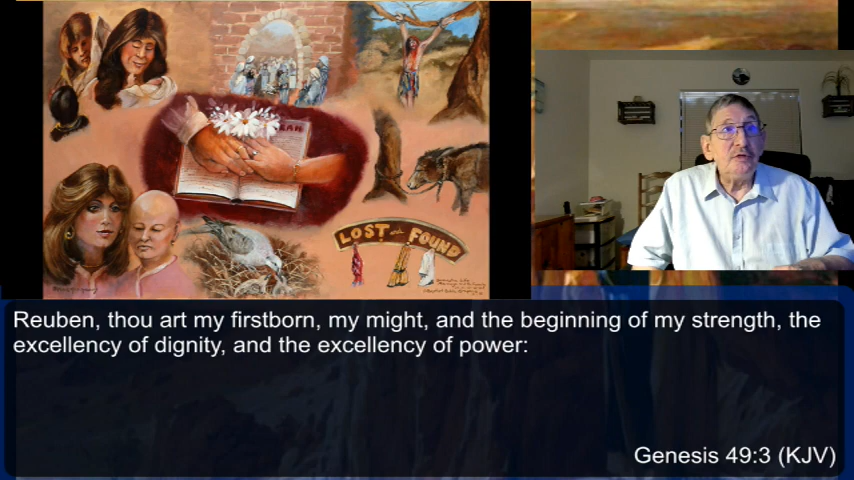 LOST and FOUND
Reuben, thou art my firstborn, my might, and the beginning of my strength, the
excellency of dignity, and the excellency of power:
Genesis 49:3 (KJV)